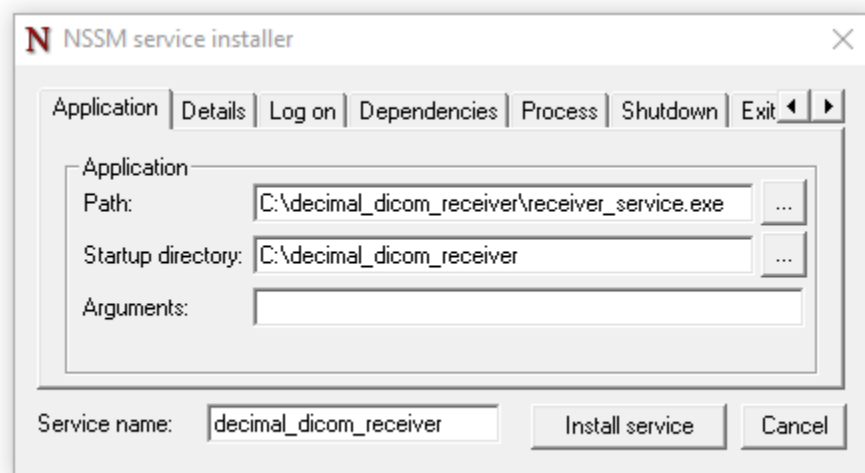 N NSSM service installer
Application Details Log on Dependencies Process Shutdown Exit
Application
Path: C:\decimal_dicom_receiver\receiver_service.exe ...
Startup directory: C:\decimal_dicom_receiver ...
Arguments:
Service name: decimal_dicom_receiver Install service Cancel